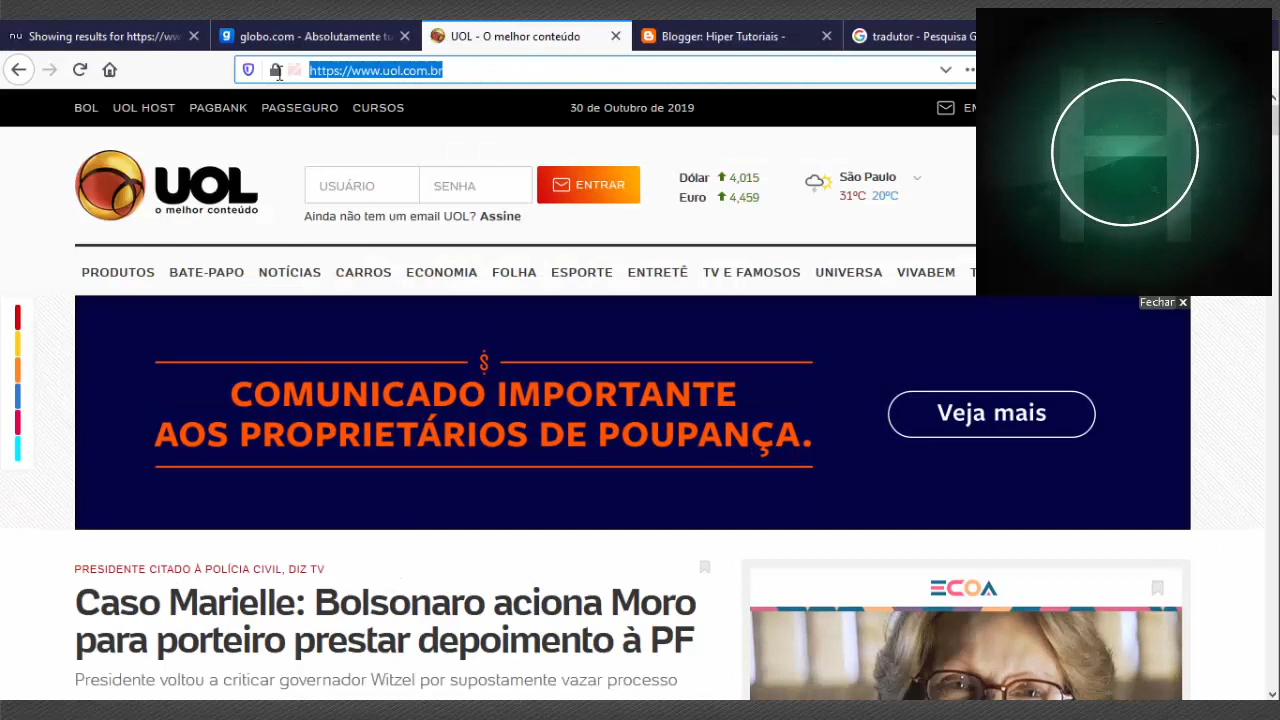 nu Showing results for https://ww
globo.com - Absolutamente tu
UOL - O melhor conteúdo
Blogger: Hiper Tutoriais -
tradutor - Pesquisa G
https://www.uol.com.br
BOL UOL HOST PAGBANK PAGSEGURO CURSOS
30 de Outubro de 2019
EM
UOL
o melhor conteúdo
USUÁRIO SENHA ENTRAR
Ainda não tem um email UOL? Assine
Dólar 4,015
Euro 4,459
São Paulo
31ºC 20ºC
PRODUTOS BATE-PAPO NOTÍCIAS CARROS ECONOMIA FOLHA ESPORTE ENTRETÊ TV E FAMOSOS UNIVERSA VIVABEM T
H
Fechar x
COMUNICADO IMPORTANTE
AOS PROPRIETÁRIOS DE POUPANÇA.
Veja mais
PRESIDENTE CITADO À POLÍCIA CIVIL, DIZ TV
Caso Marielle: Bolsonaro aciona Moro
para porteiro prestar depoimento à PF
Presidente voltou a criticar governador Witzel por supostamente vazar processo
ECOA